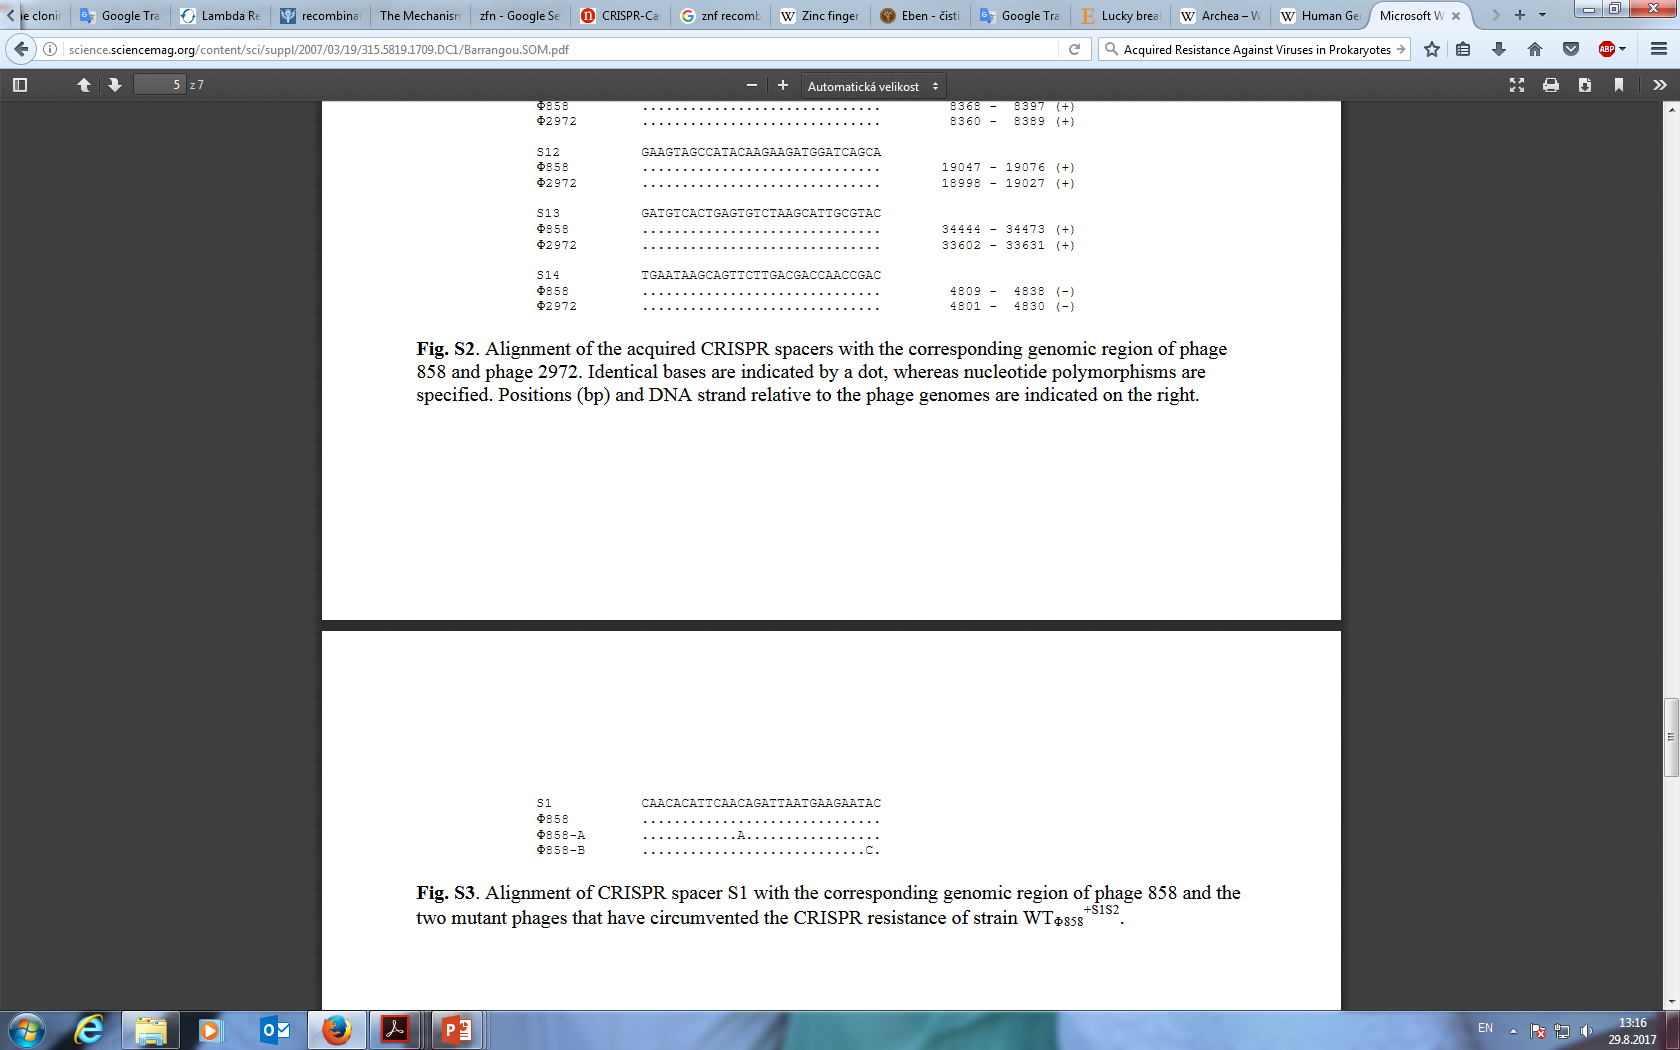 ne cloni
Google Tra
Lambda Re
recombina
The Mechanism
zfn - Google Se
CRISPR-Ca
znf recomb
Zinc finger
Eben - čistí
Google Tra
Lucky breal
Archea – W
Human Ge
Microsoft W
science.sciencemag.org/content/sci/suppl/2007/03/19/315.5819.1709.DC1/Barrangou.SOM.pdf
Acquired Resistance Against Viruses in Prokaryotes
ABP
5 z 7
Automatická velikost
Φ858 .............................. 8368 - 8397 (+)
Φ2972 .............................. 8360 - 8389 (+)
S12 GAAGTAGCCATACAAGAAGATGGATCAGCA
Φ858 .............................. 19047 - 19076 (+)
Φ2972 .............................. 18998 - 19027 (+)
S13 GATGTCACTGAGTGTCTAAGCATTGCGTAC
Φ858 .............................. 34444 - 34473 (+)
Φ2972 .............................. 33602 - 33631 (+)
S14 TGAATAAGCAGTTCTTGACGACCAACCGAC
Φ858 .............................. 4809 - 4838 (-)
Φ2972 .............................. 4801 - 4830 (-)
Fig. S2. Alignment of the acquired CRISPR spacers with the corresponding genomic region of phage
858 and phage 2972. Identical bases are indicated by a dot, whereas nucleotide polymorphisms are
specified. Positions (bp) and DNA strand relative to the phage genomes are indicated on the right.
S1 CAACACATTCAACAGATTAATGAAGAATAC
Φ858 ..............................
Φ858-A ............A.................
Φ858-B ............................C.
Fig. S3. Alignment of CRISPR spacer S1 with the corresponding genomic region of phage 858 and the
two mutant phages that have circumvented the CRISPR resistance of strain WTΦ858+S1S2.
EN
13:16
29.8.2017